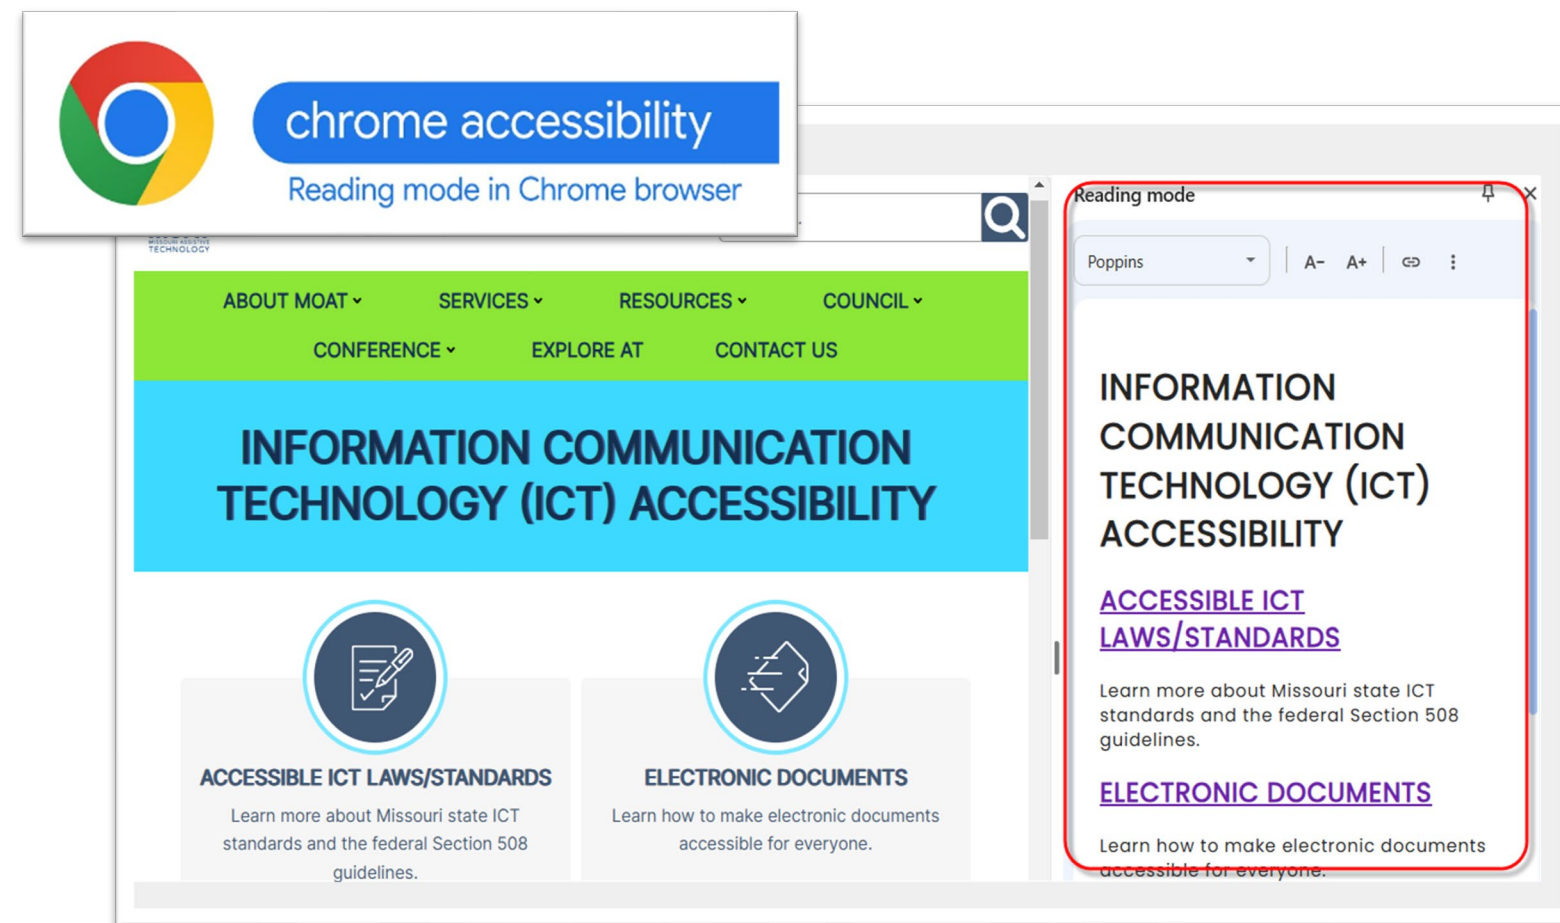 chrome accessibility
Reading mode in Chrome browser
MISSOURI ASSISTIVE
TECHNOLOGY
ABOUT MOAT
SERVICES
RESOURCES
COUNCIL
CONFERENCE
EXPLORE AT
CONTACT US
INFORMATION COMMUNICATION
TECHNOLOGY (ICT) ACCESSIBILITY
ACCESSIBLE ICT LAWS/STANDARDS
Learn more about Missouri state ICT
standards and the federal Section 508
guidelines.
ELECTRONIC DOCUMENTS
Learn how to make electronic documents
accessible for everyone.
Reading mode
Poppins
A-
A+
INFORMATION
COMMUNICATION
TECHNOLOGY (ICT)
ACCESSIBILITY
ACCESSIBLE ICT
LAWS/STANDARDS
Learn more about Missouri state ICT
standards and the federal Section 508
guidelines.
ELECTRONIC DOCUMENTS
Learn how to make electronic documents
accessible for everyone.